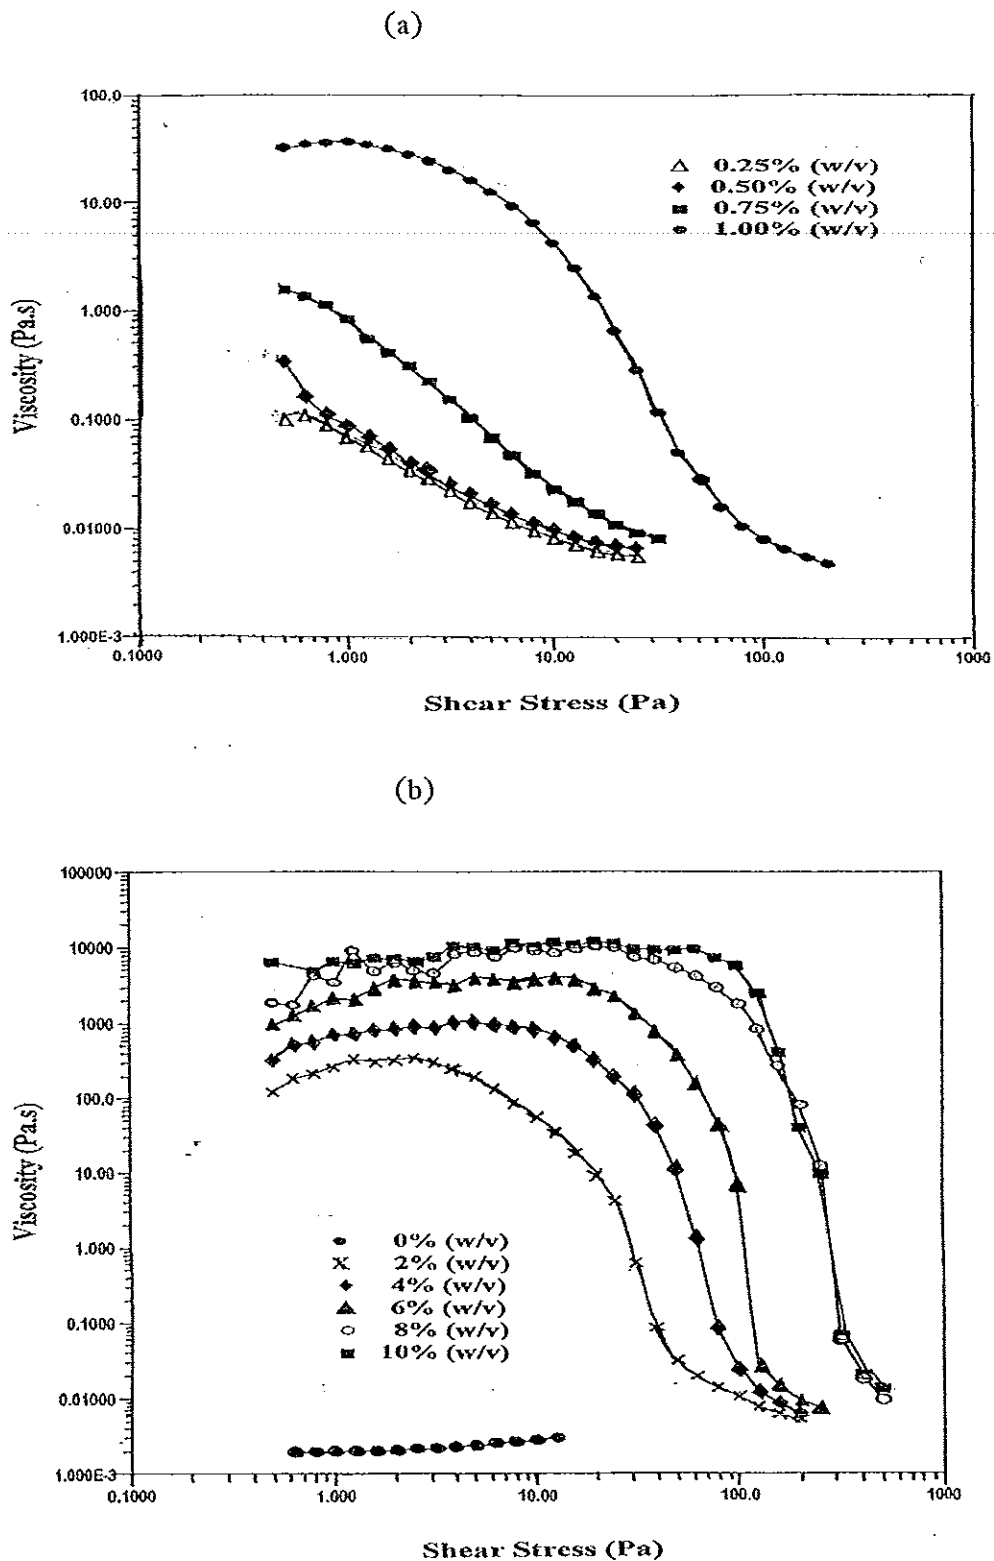 (a)
100.0
10.00
1.000
0.1000
0.01000
1.000E-3
Viscosity (Pa.s)
0.25% (w/v)
0.50% (w/v)
0.75% (w/v)
1.00% (w/v)
0.1000 1.000 10.00 100.0 1000
Shear Stress (Pa)
(b)
100000
10000
1000
100.0
10.00
1.000
0.1000
0.01000
1.000E-3
Viscosity (Pa.s)
0% (w/v)
2% (w/v)
4% (w/v)
6% (w/v)
8% (w/v)
10% (w/v)
0.1000 1.000 10.00 100.0 1000
Shear Stress (Pa)